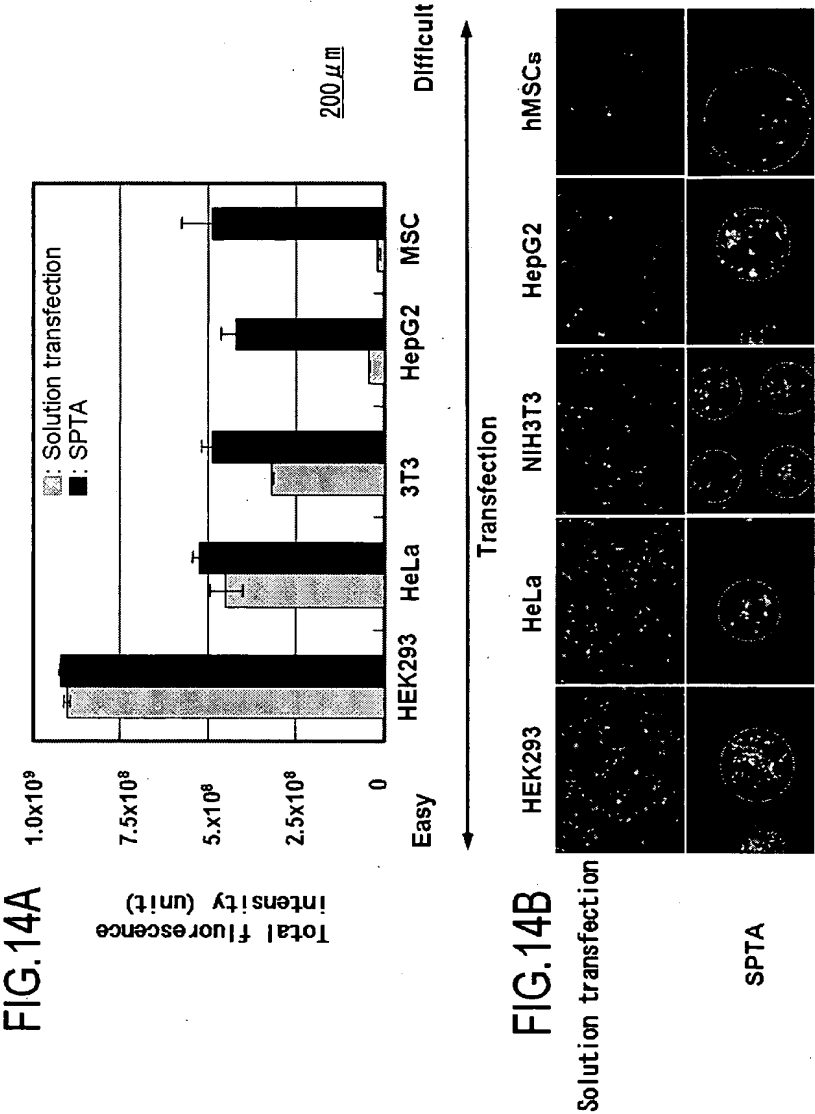 FIG.14A
Total fluorescence
intensity (unit)
1.0x10⁹
7.5x10⁸
5.x10⁸
2.5x10⁸
0
: Solution transfection
: SPTA
HEK293 HeLa 3T3 HepG2 MSC
200 μm
Easy Difficult
Transfection
FIG.14B
HEK293 HeLa NIH3T3 HepG2 hMSCs
Solution transfection
SPTA